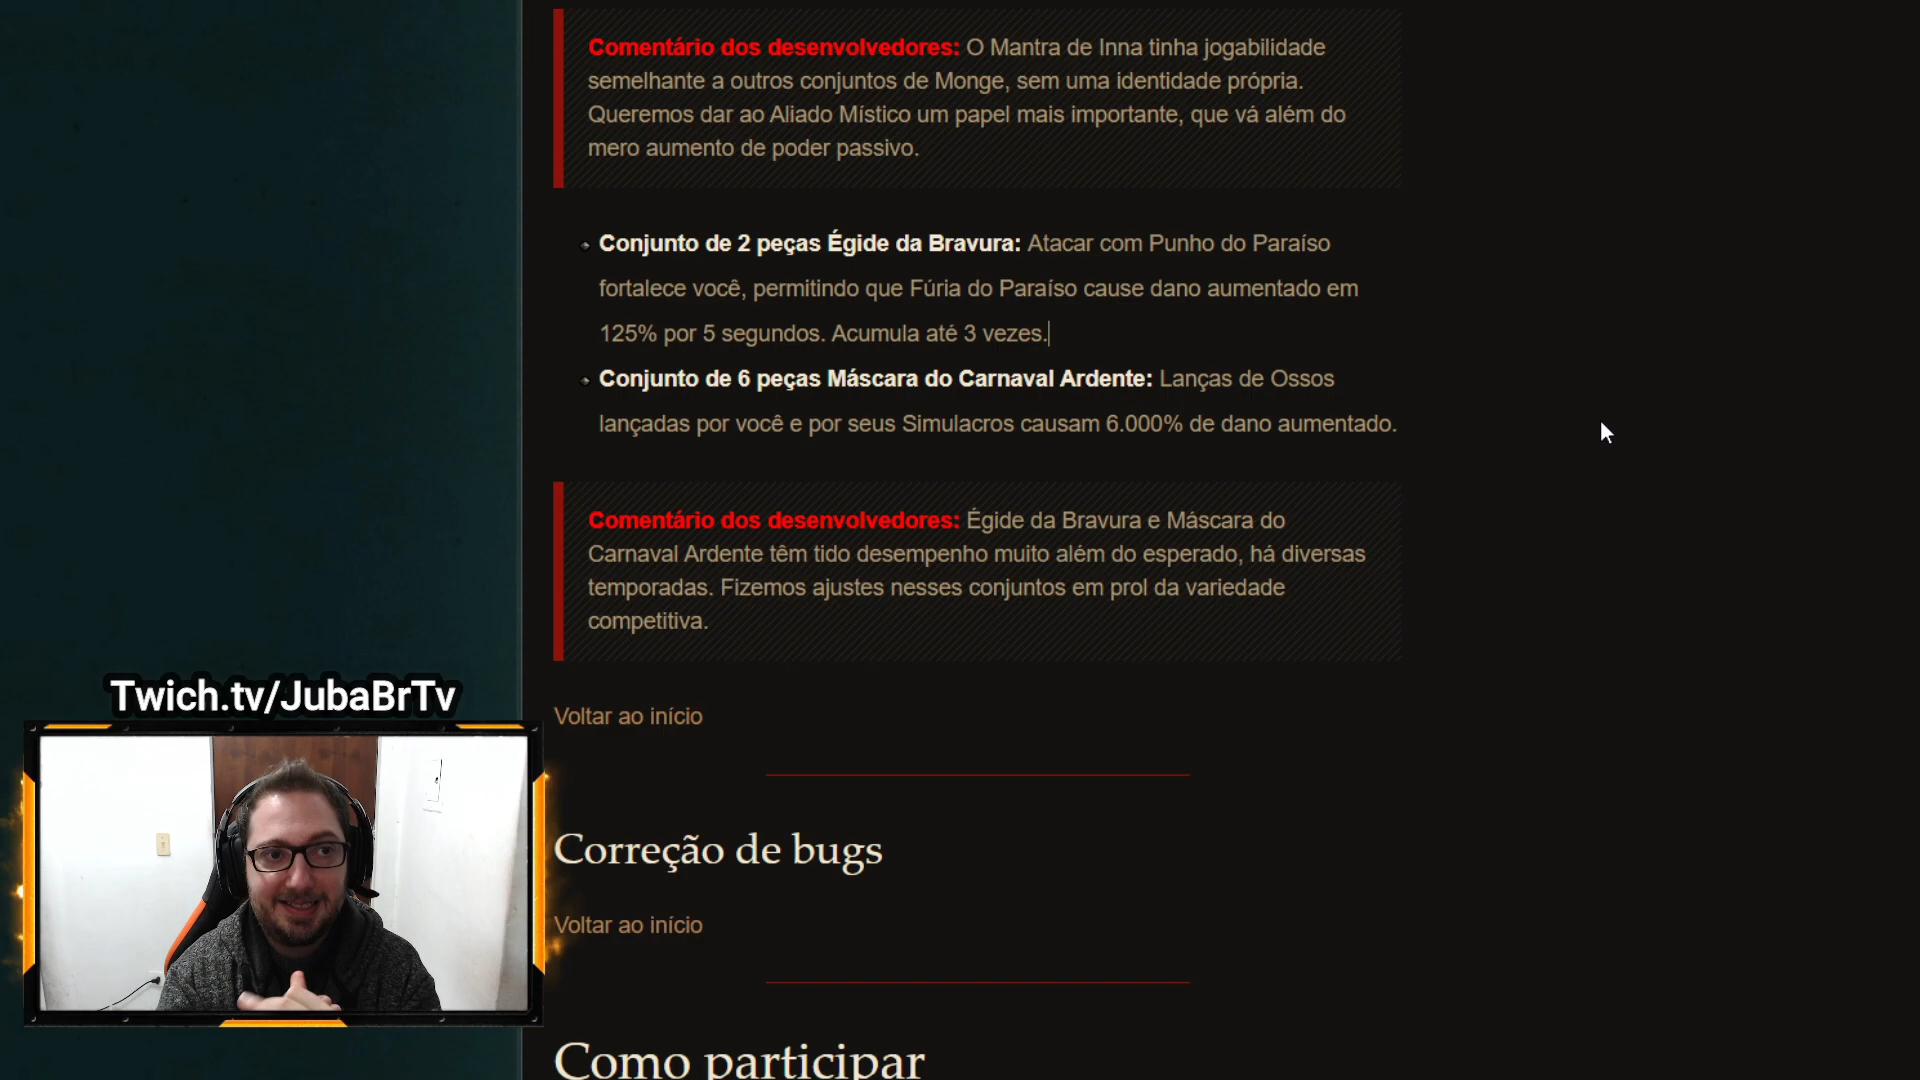 Comentário dos desenvolvedores: O Mantra de Inna tinha jogabilidade
semelhante a outros conjuntos de Monge, sem uma identidade própria.
Queremos dar ao Aliado Místico um papel mais importante, que vá além do
mero aumento de poder passivo.
Conjunto de 2 peças Égide da Bravura: Atacar com Punho do Paraíso
fortalece você, permitindo que Fúria do Paraíso cause dano aumentado em
125% por 5 segundos. Acumula até 3 vezes.
Conjunto de 6 peças Máscara do Carnaval Ardente: Lanças de Ossos
lançadas por você e por seus Simulacros causam 6.000% de dano aumentado.
Comentário dos desenvolvedores: Égide da Bravura e Máscara do
Carnaval Ardente têm tido desempenho muito além do esperado, há diversas
temporadas. Fizemos ajustes nesses conjuntos em prol da variedade
competitiva.
Voltar ao início
Twich.tv/JubaBrTv
Correção de bugs
Voltar ao início
Como participar